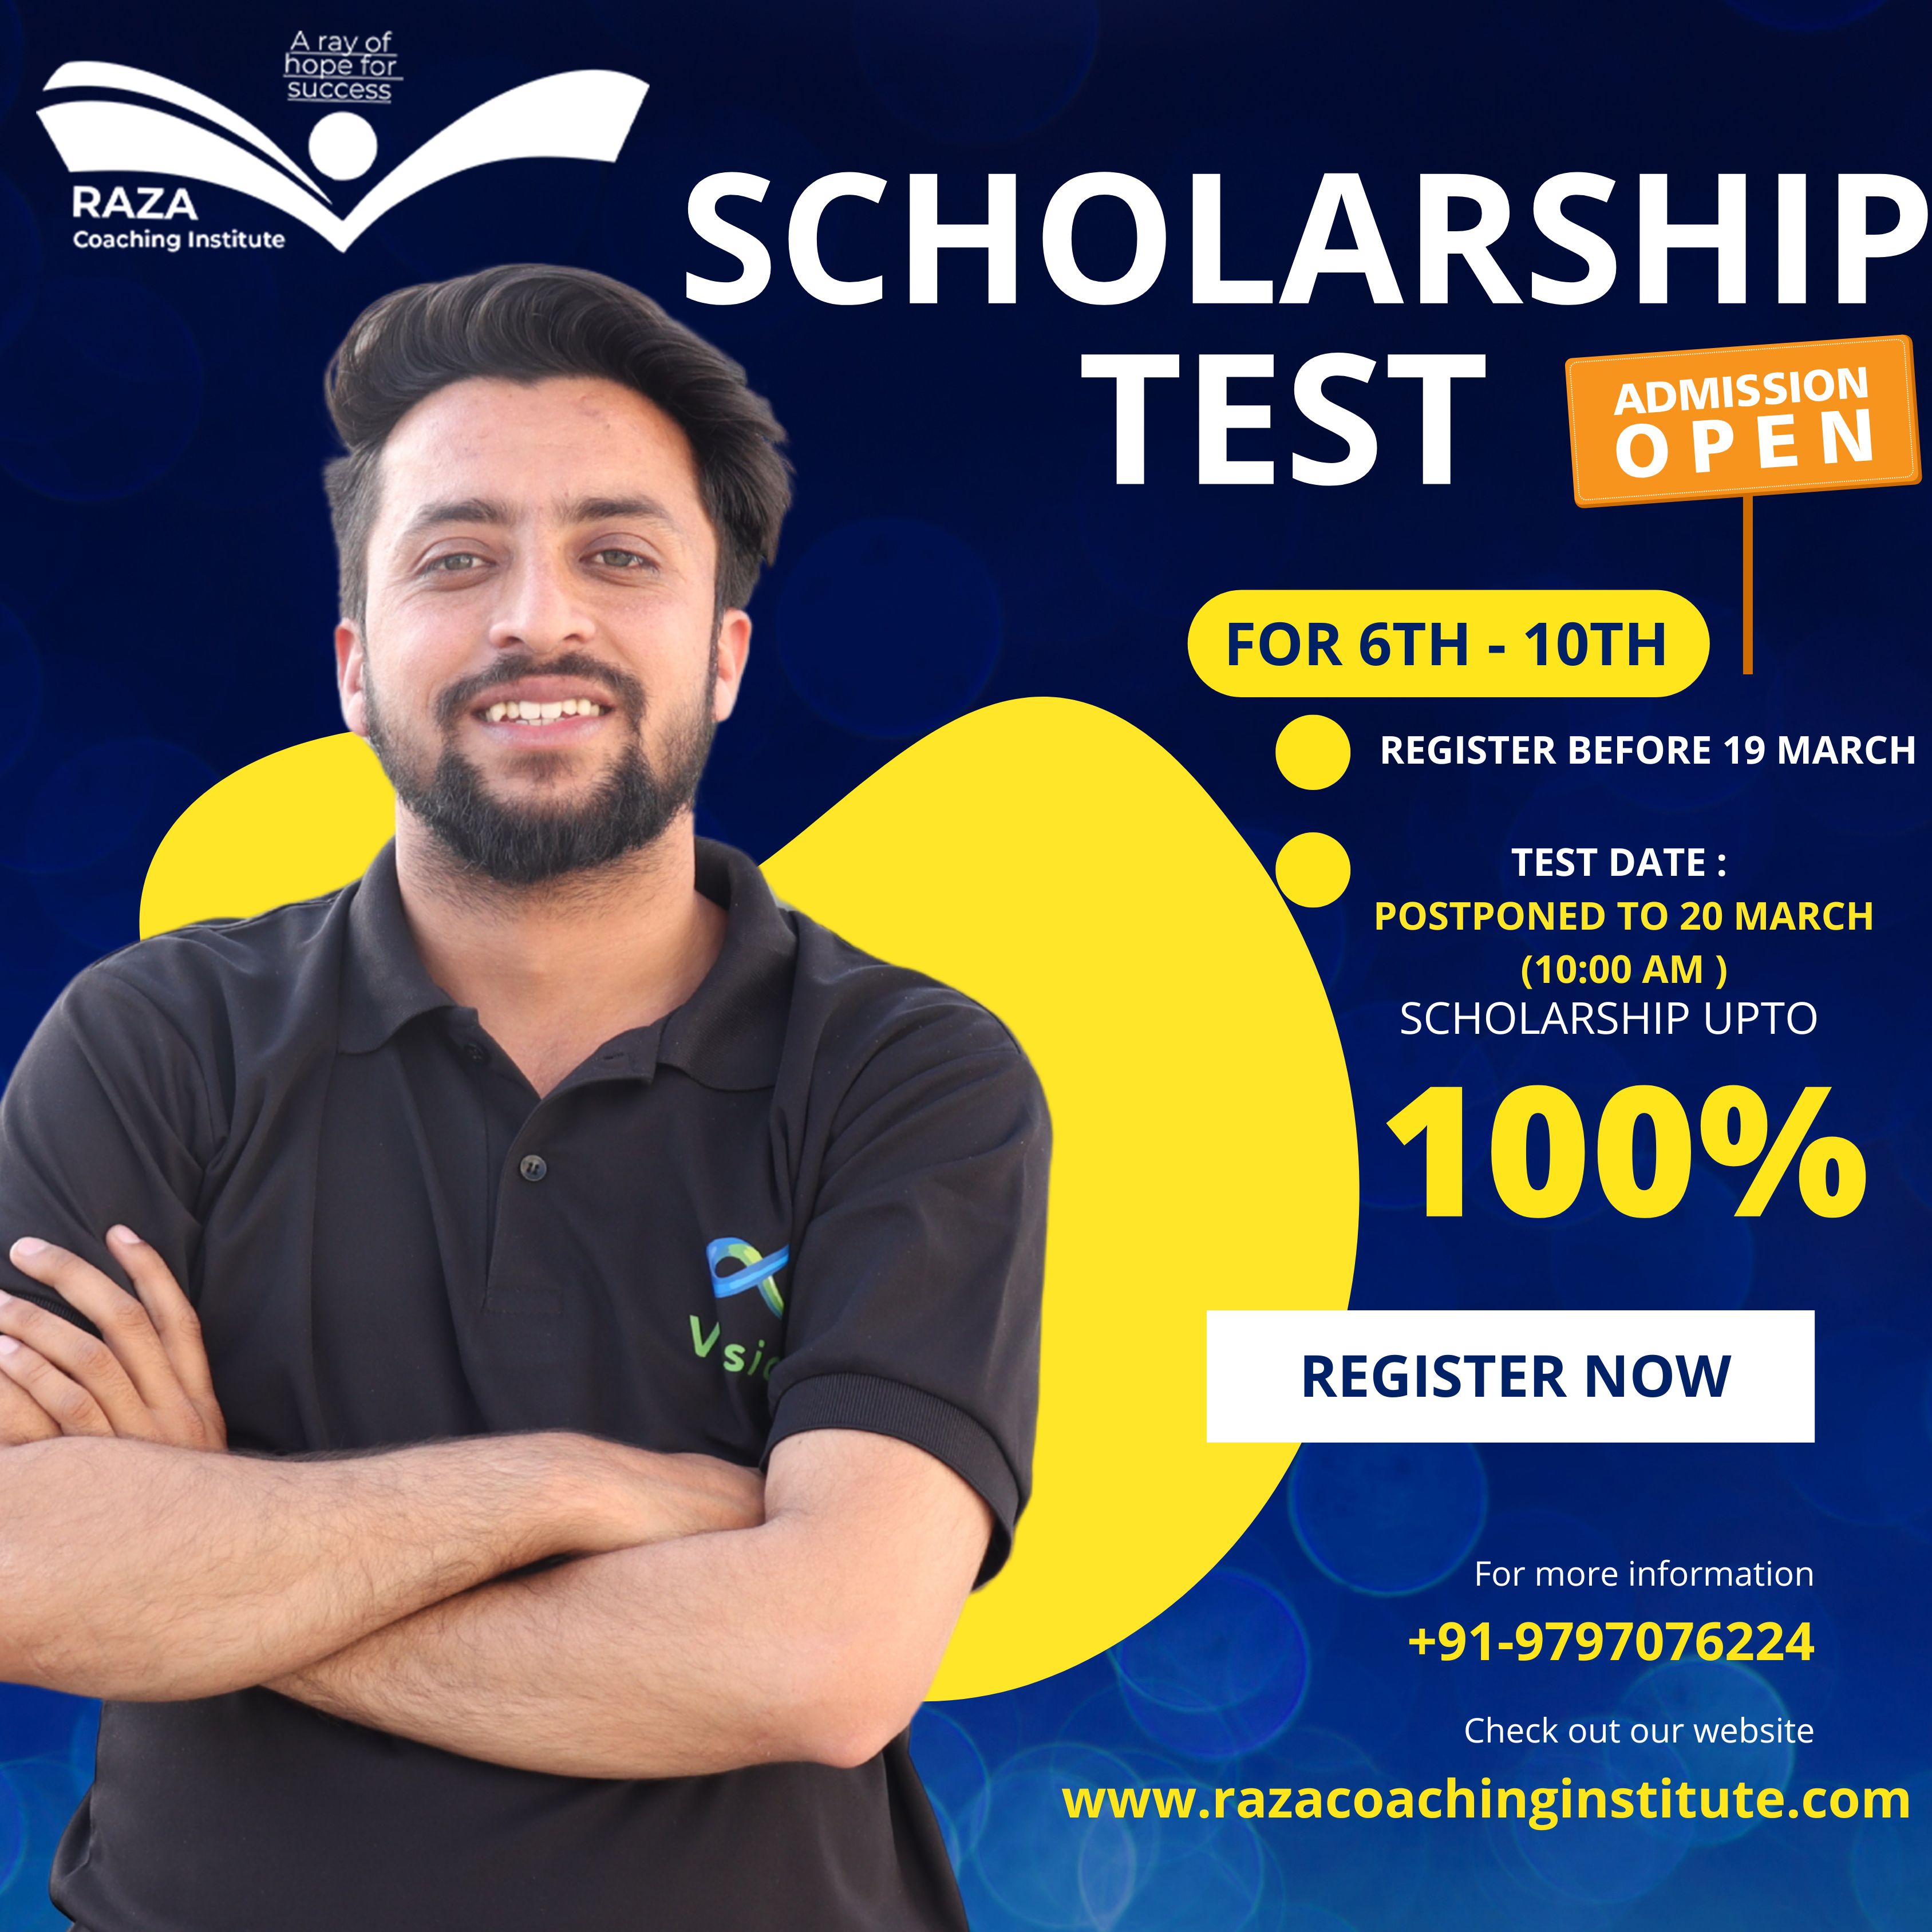 A ray of
hope for
success
RAZA
Coaching Institute
SCHOLARSHIP
TEST
ADMISSION
OPEN
FOR 6TH - 10TH
REGISTER BEFORE 19 MARCH
TEST DATE :
POSTPONED TO 20 MARCH
(10:00 AM )
SCHOLARSHIP UPTO
100%
REGISTER NOW
For more information
+91-9797076224
Check out our website
www.razacoachinginstitute.com